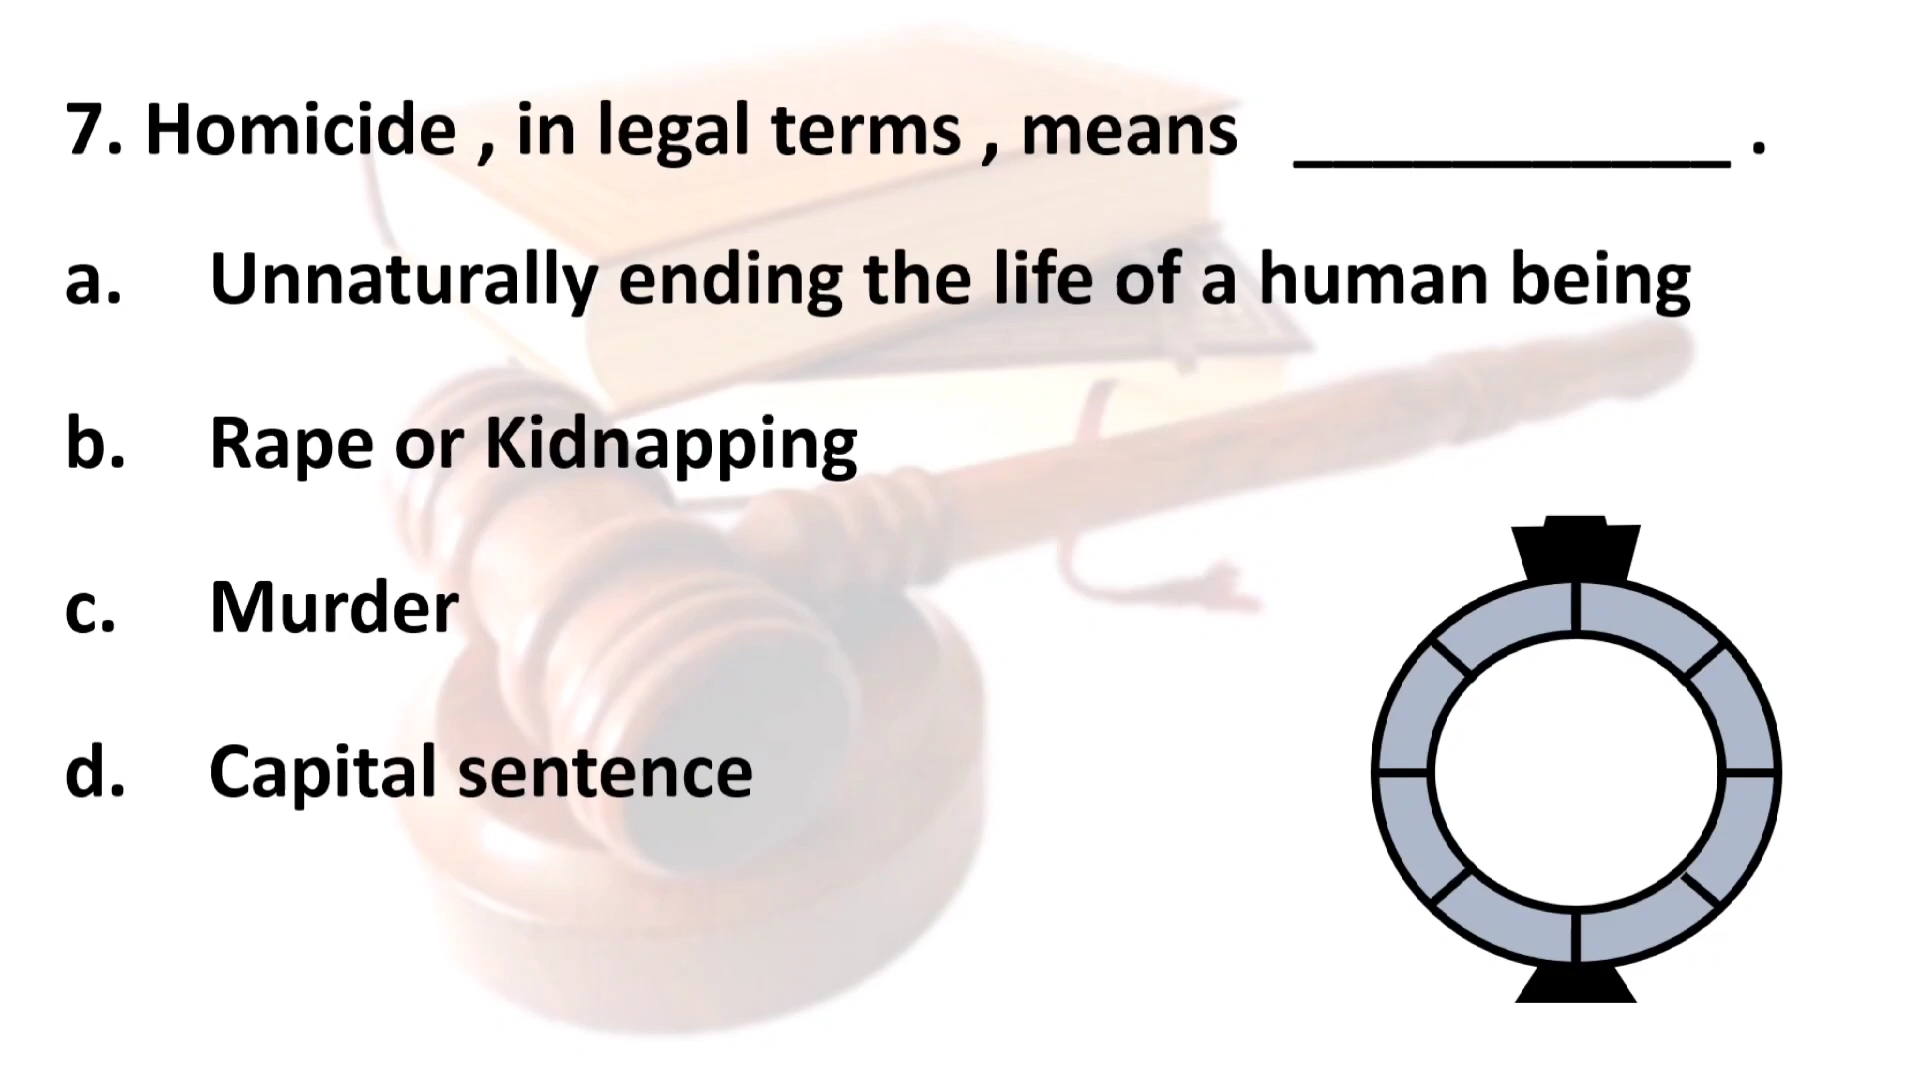 7. Homicide , in legal terms , means ____________ .
a. Unnaturally ending the life of a human being
b. Rape or Kidnapping
c. Murder
d. Capital sentence